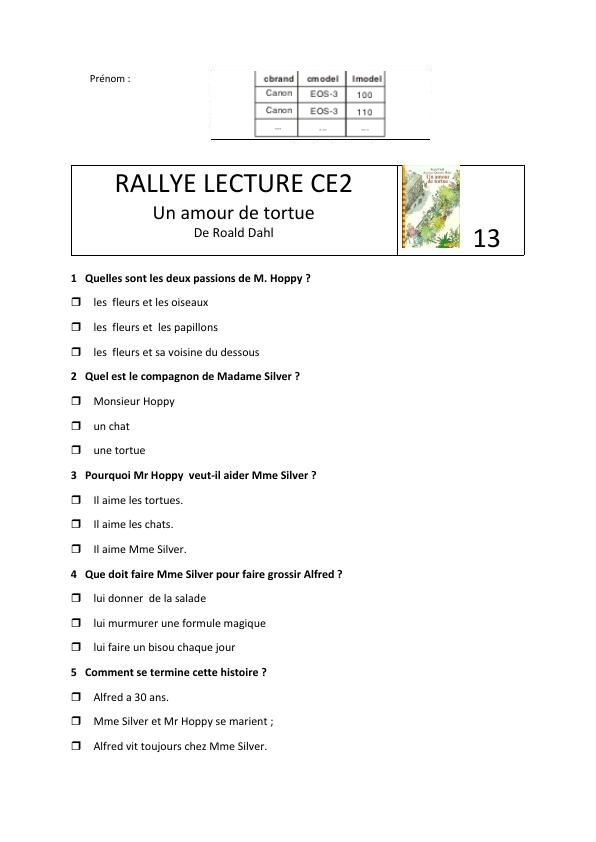 Prénom :
cbrand cmodel lmodel
Canon EOS-3 100
Canon EOS-3 110
... ... ...
RALLYE LECTURE CE2
Un amour de tortue
De Roald Dahl
Un amour
de tortue
13
1 Quelles sont les deux passions de M. Hoppy ?
❒ les fleurs et les oiseaux
❒ les fleurs et les papillons
❒ les fleurs et sa voisine du dessous
2 Quel est le compagnon de Madame Silver ?
❒ Monsieur Hoppy
❒ un chat
❒ une tortue
3 Pourquoi Mr Hoppy veut-il aider Mme Silver ?
❒ Il aime les tortues.
❒ Il aime les chats.
❒ Il aime Mme Silver.
4 Que doit faire Mme Silver pour faire grossir Alfred ?
❒ lui donner de la salade
❒ lui murmurer une formule magique
❒ lui faire un bisou chaque jour
5 Comment se termine cette histoire ?
❒ Alfred a 30 ans.
❒ Mme Silver et Mr Hoppy se marient ;
❒ Alfred vit toujours chez Mme Silver.